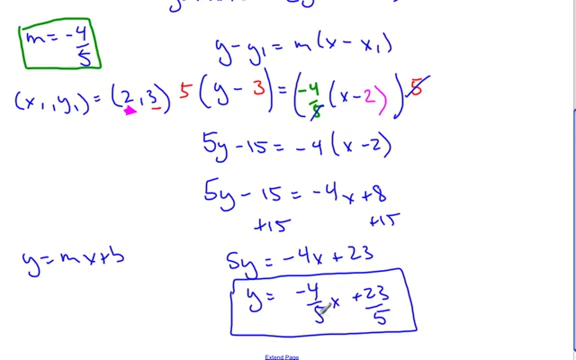 m = -4/5
y - y₁ = m(x - x₁)
(x₁, y₁) = (2, 3) 5(y - 3) = (-4/5(x - 2))5
5y - 15 = -4(x - 2)
5y - 15 = -4x + 8
+15 +15
y = mx + b
5y = -4x + 23
y = -4/5 x + 23/5
Extend Page